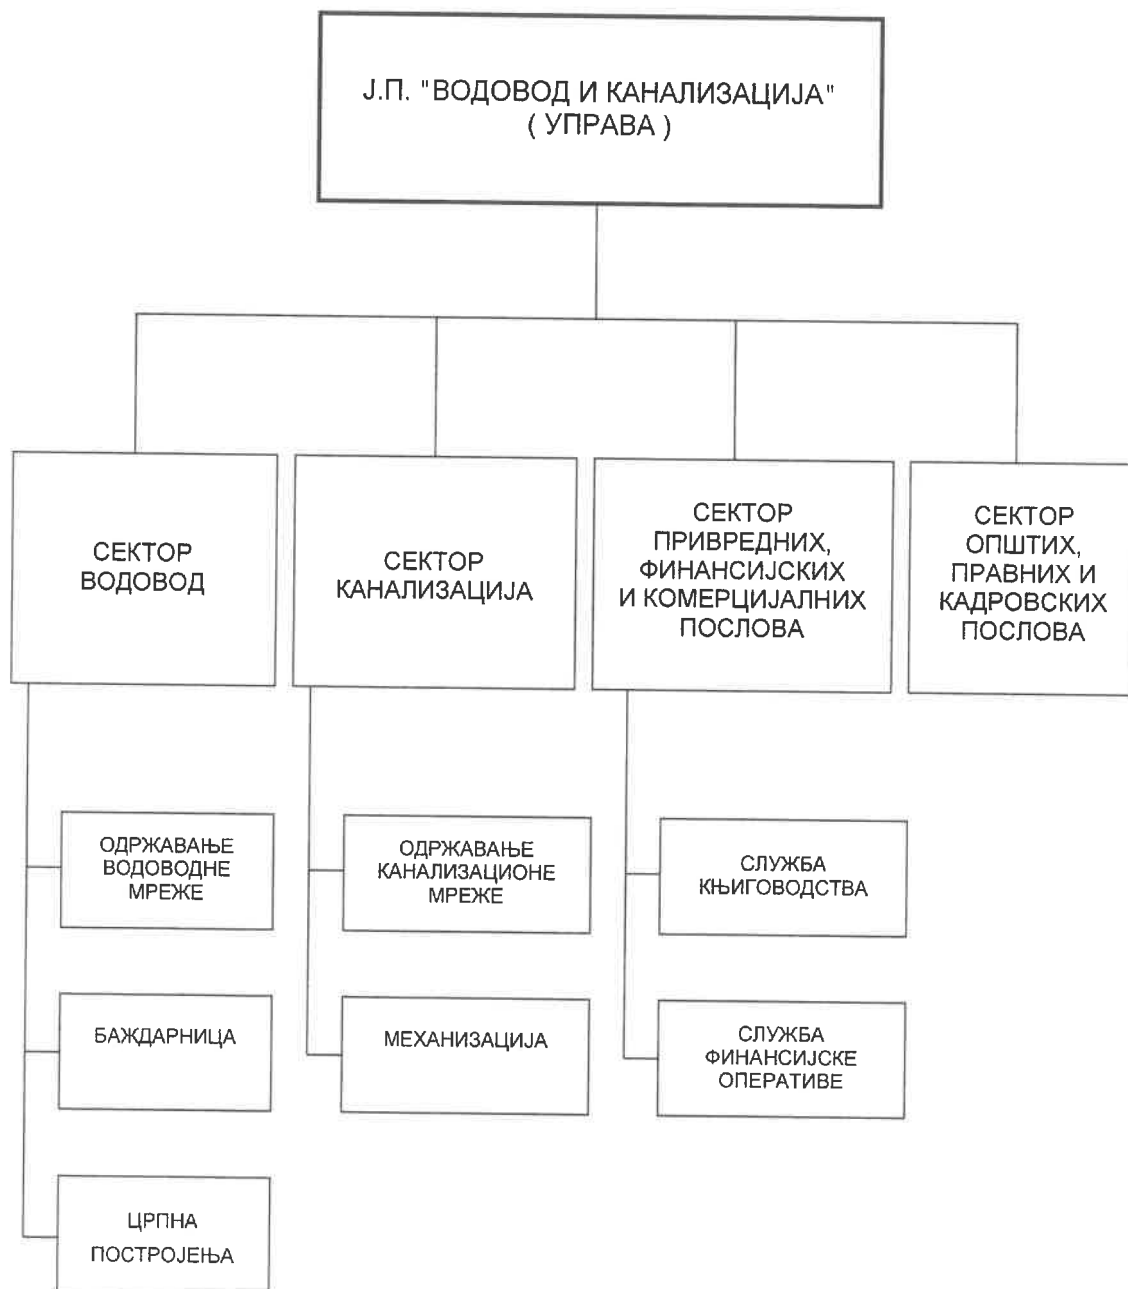 Ј.П. "ВОДОВОД И КАНАЛИЗАЦИЈА"
( УПРАВА )
СЕКТОР
ВОДОВОД
СЕКТОР
КАНАЛИЗАЦИЈА
СЕКТОР
ПРИВРЕДНИХ,
ФИНАНСИЈСКИХ
И КОМЕРЦИЈАЛНИХ
ПОСЛОВА
СЕКТОР
ОПШТИХ,
ПРАВНИХ И
КАДРОВСКИХ
ПОСЛОВА
ОДРЖАВАЊЕ
ВОДОВОДНЕ
МРЕЖЕ
ОДРЖАВАЊЕ
КАНАЛИЗАЦИОНЕ
МРЕЖЕ
СЛУЖБА
КЊИГОВОДСТВА
БАЖДАРНИЦА
МЕХАНИЗАЦИЈА
СЛУЖБА
ФИНАНСИЈСКЕ
ОПЕРАТИВЕ
ЦРПНА
ПОСТРОЈЕЊА